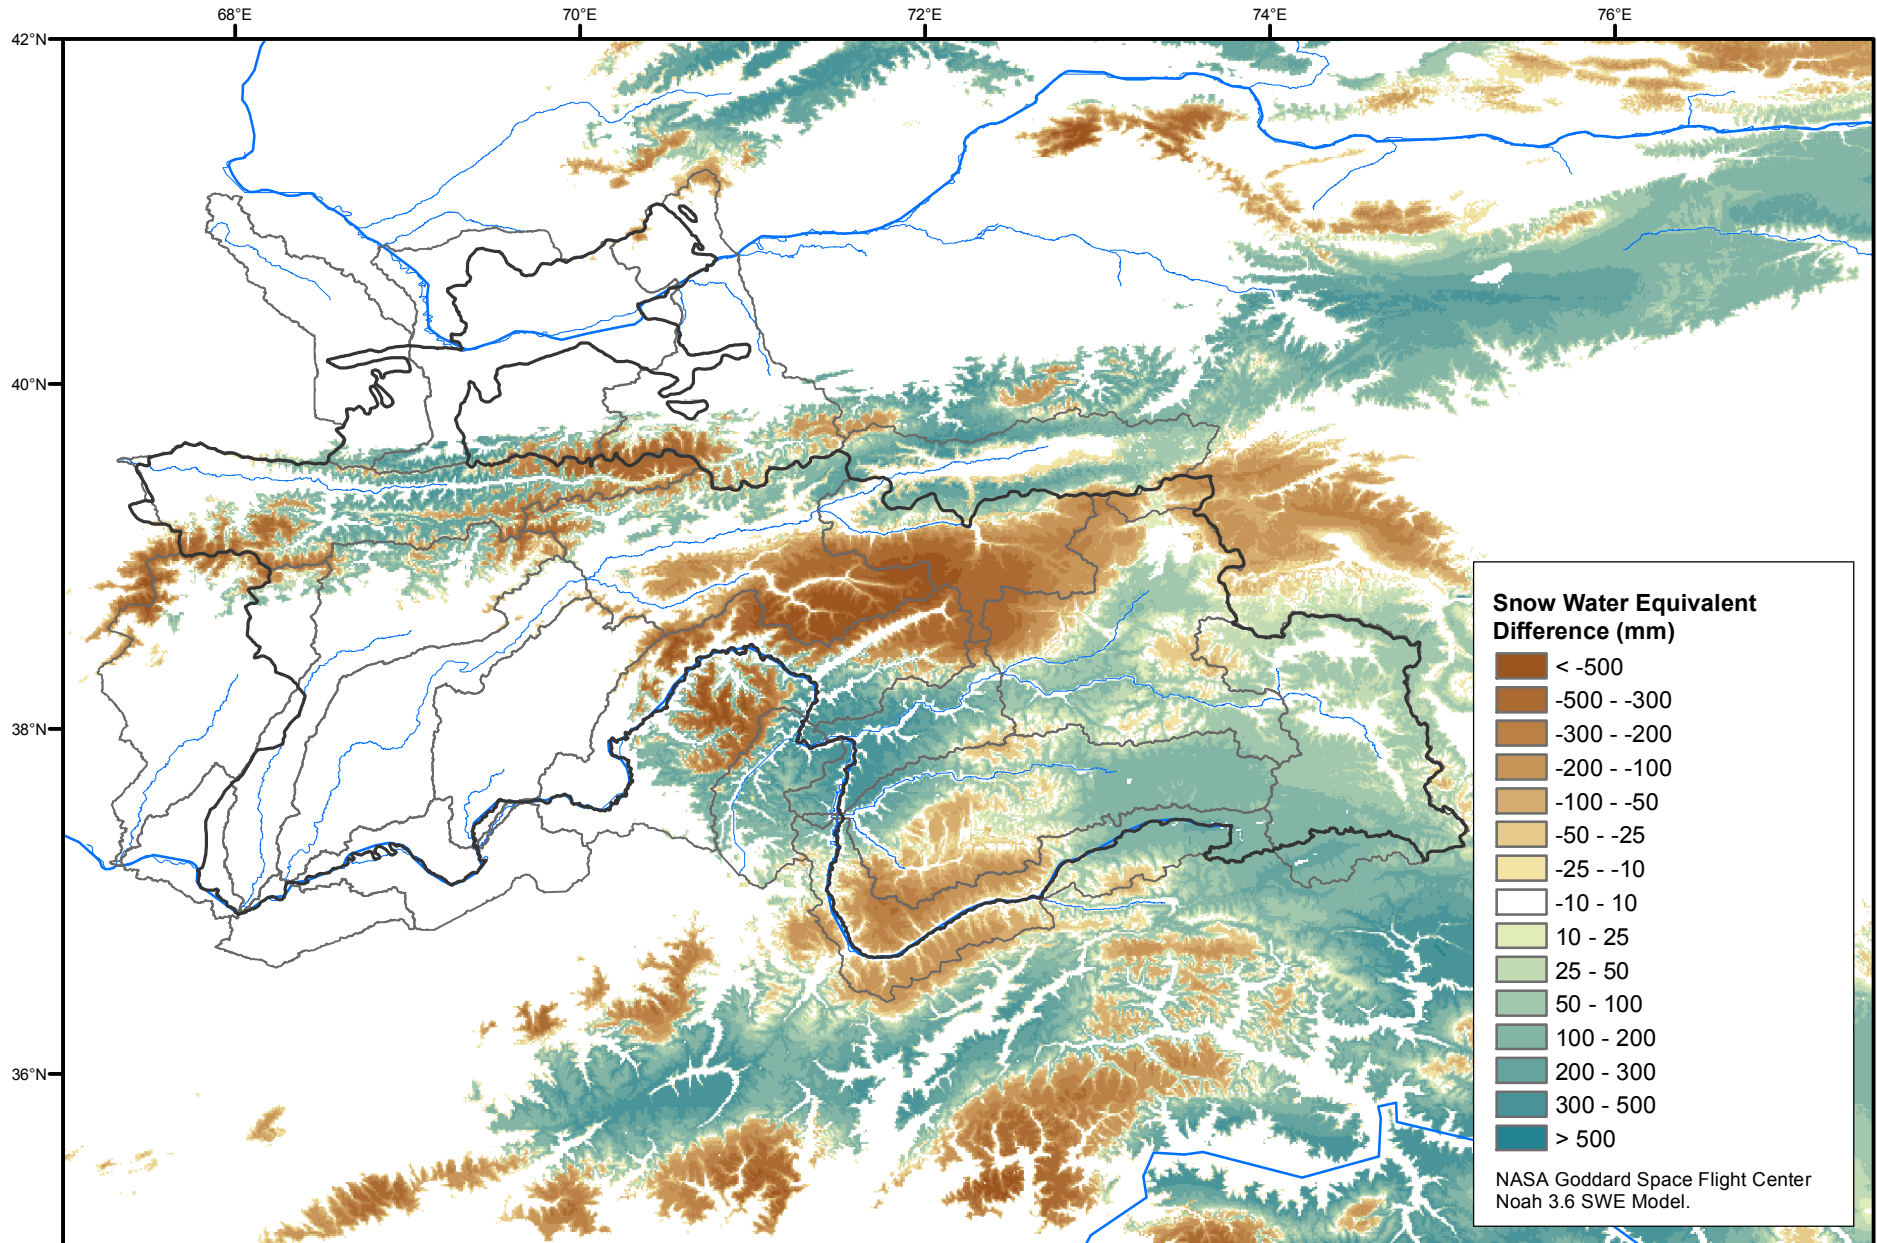 68°E 70°E 72°E 74°E 76°E
42°N
40°N
38°N
36°N
Snow Water Equivalent
Difference (mm)
< -500
-500 - -300
-300 - -200
-200 - -100
-100 - -50
-50 - -25
-25 - -10
-10 - 10
10 - 25
25 - 50
50 - 100
100 - 200
200 - 300
300 - 500
> 500
NASA Goddard Space Flight Center
Noah 3.6 SWE Model.